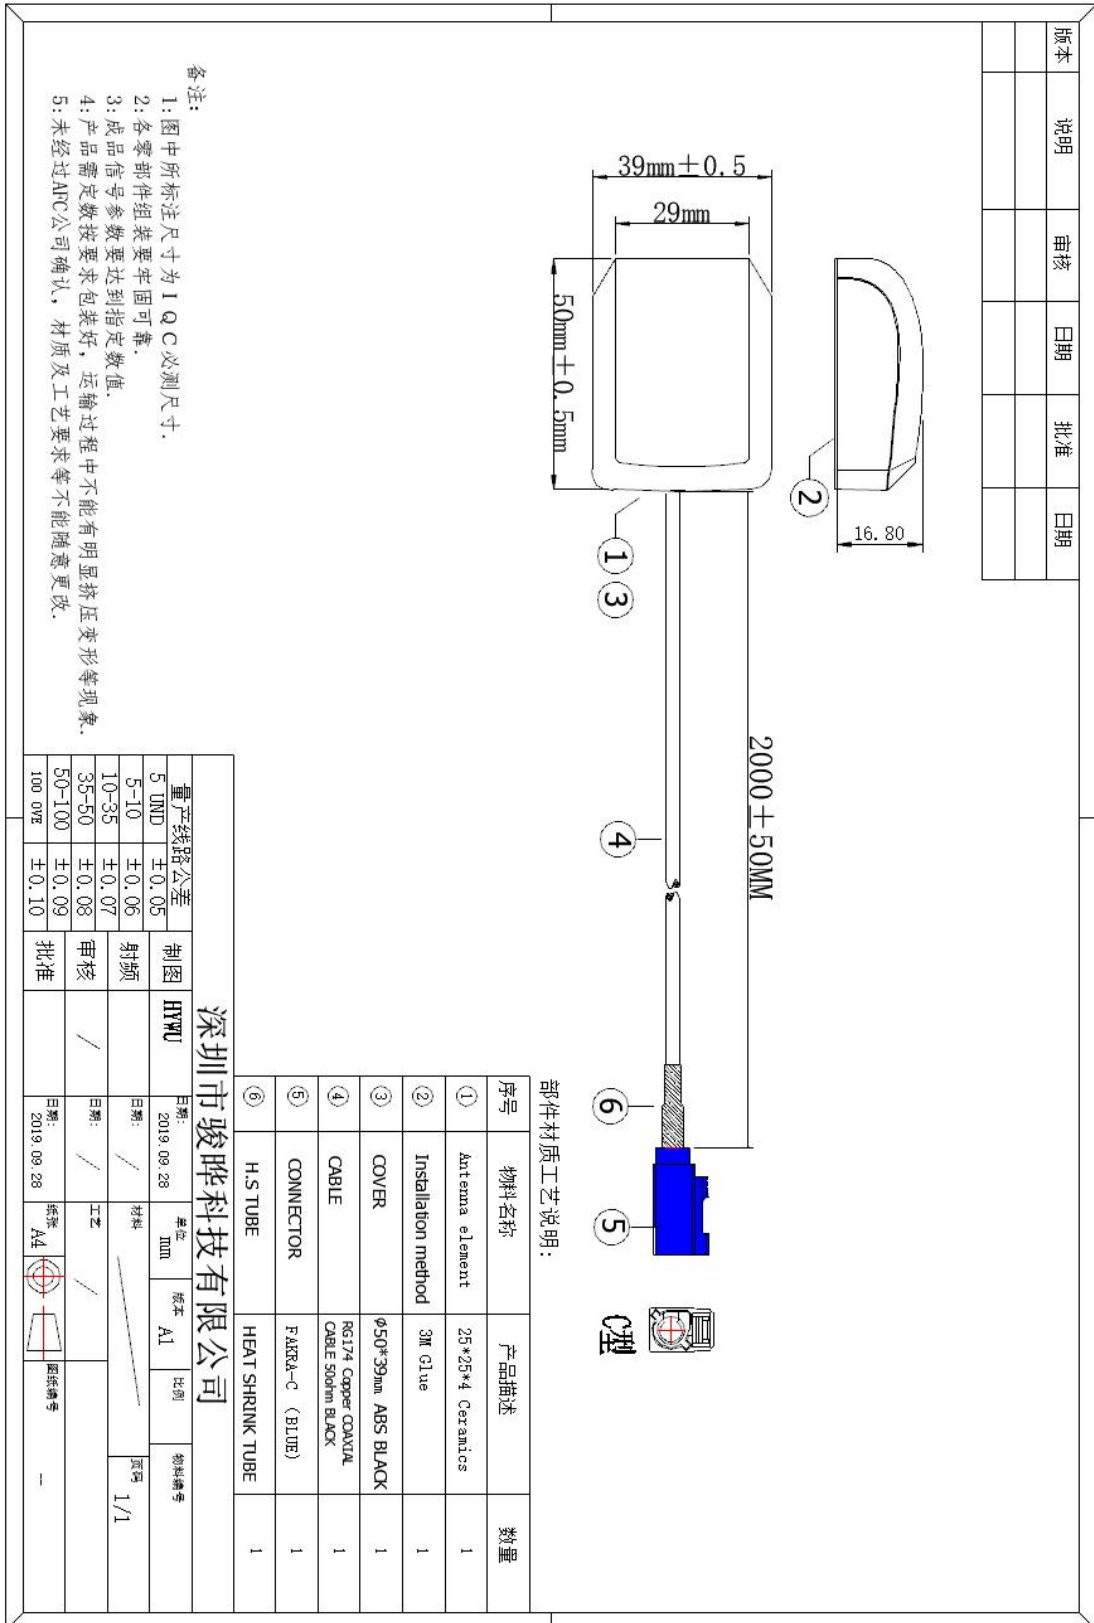 版本 说明 审核 日期 批准 日期
39mm±0.5
29mm
50mm±0.5mm
16.80
②
① ③
2000±50MM
④
⑥
⑤
C型
备注:
1:图中所标注尺寸为IQC必测尺寸.
2:各零部件组装要牢固可靠.
3:成品信号参数要达到指定数值.
4:产品需定数按要求包装好, 运输过程中不能有明显挤压变形等现象.
5:未经过AFC公司确认, 材质及工艺要求等不能随意更改.
部件材质工艺说明:
序号 物料名称 产品描述 数量
① Antenna element 25*25*4 Ceramics 1
② Installation method 3M Glue 1
③ COVER φ50*39mm ABS BLACK 1
④ CABLE RG174 Copper COAXIAL
CABLE 50ohm BLACK 1
⑤ CONNECTOR FAKRA-C (BLUE) 1
⑥ H.S TUBE HEAT SHRINK TUBE 1
深圳市骏晔科技有限公司
量产线路公差
5 UND ±0.05
5-10 ±0.06
10-35 ±0.07
35-50 ±0.08
50-100 ±0.09
100 OVE ±0.10
制图 HYWU 日期: 2019.09.28 单位 mm 版本 A1 比例 物料编号
射频 / 日期: / 材料 页码 1/1
审核 / 日期: / 工艺 /
批准 日期: 2019.09.28 纸张 A4 图纸编号 --